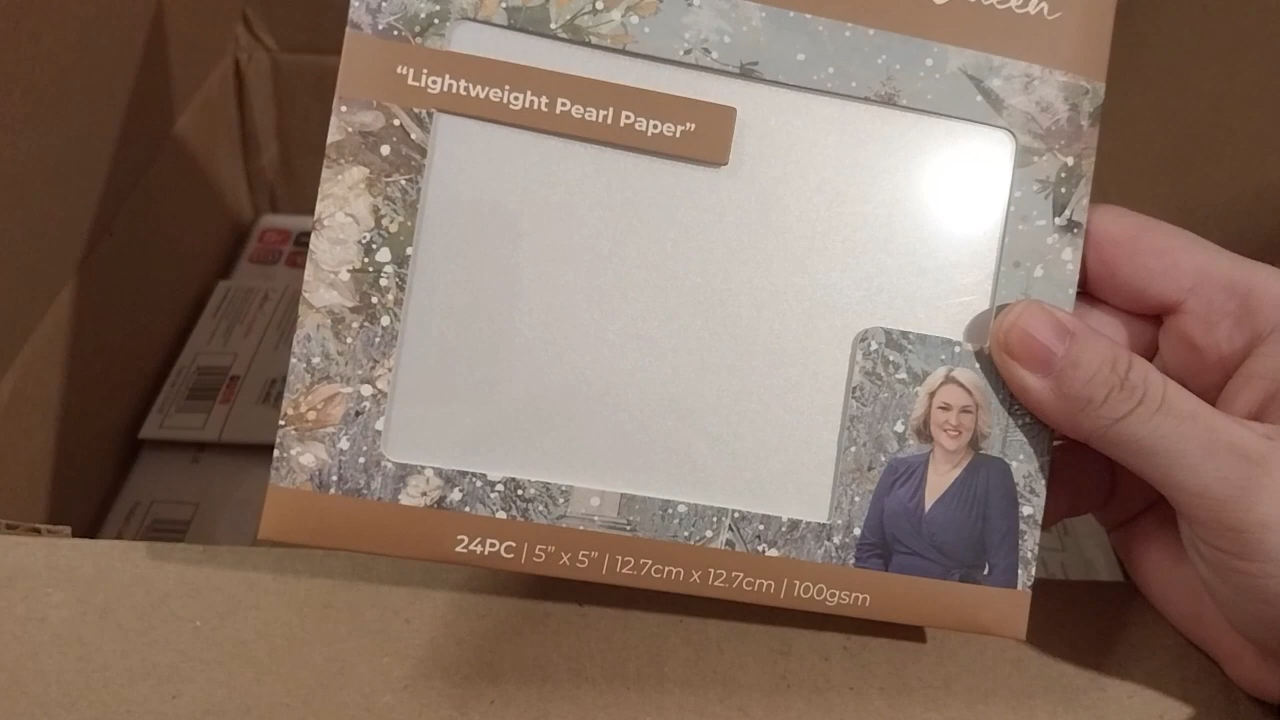 “Lightweight Pearl Paper”
24PC | 5” x 5” | 12.7cm x 12.7cm | 100gsm